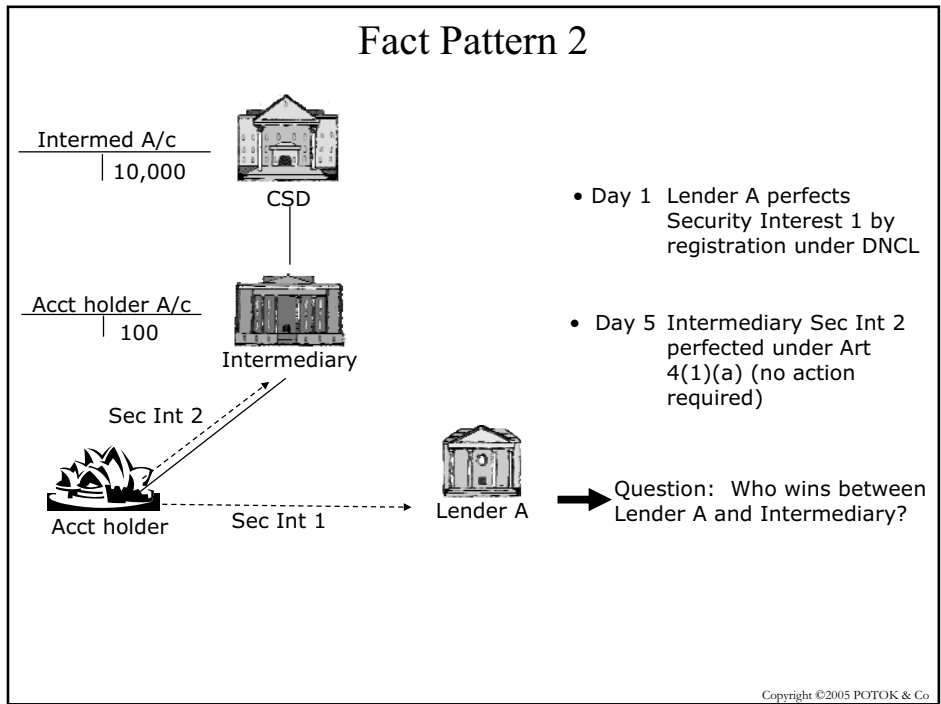 Fact Pattern 2
Intermed A/c
10,000
CSD
Acct holder A/c
100
Intermediary
Sec Int 2
Acct holder
Sec Int 1
Lender A
• Day 1 Lender A perfects
Security Interest 1 by
registration under DNCL
• Day 5 Intermediary Sec Int 2
perfected under Art
4(1)(a) (no action
required)
Question: Who wins between
Lender A and Intermediary?
Copyright ©2005 POTOK & Co